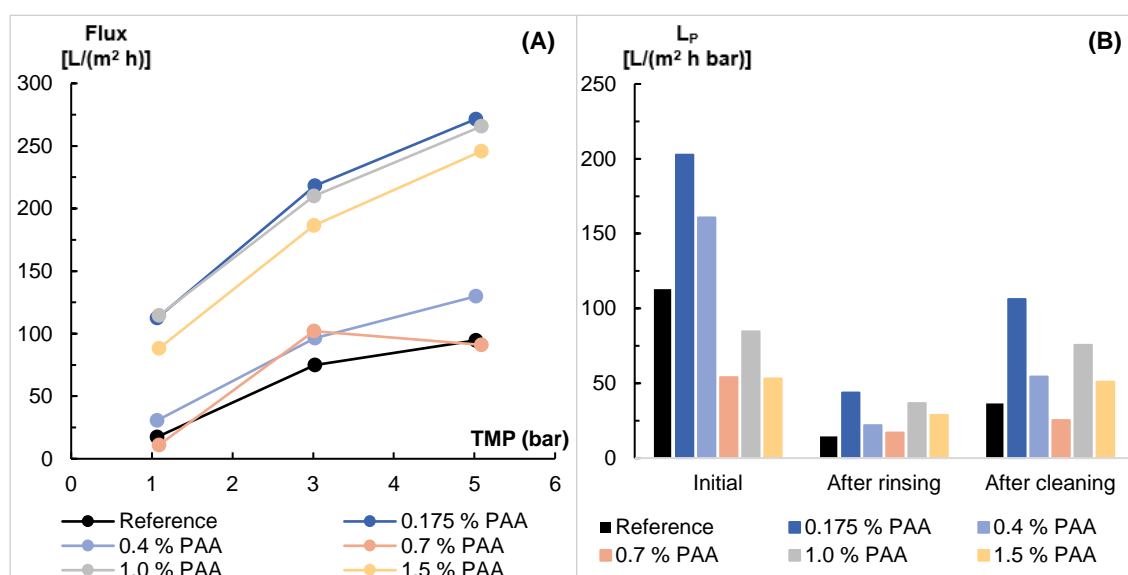 Flux
[L/(m² h)]
(A)
300
250
200
150
100
50
0
TMP (bar)
0 1 2 3 4 5 6
Reference 0.175 % PAA
0.4 % PAA 0.7 % PAA
1.0 % PAA 1.5 % PAA
Lₚ
[L/(m² h bar)]
(B)
250
200
150
100
50
0
Initial After rinsing After cleaning
Reference 0.175 % PAA 0.4 % PAA
0.7 % PAA 1.0 % PAA 1.5 % PAA